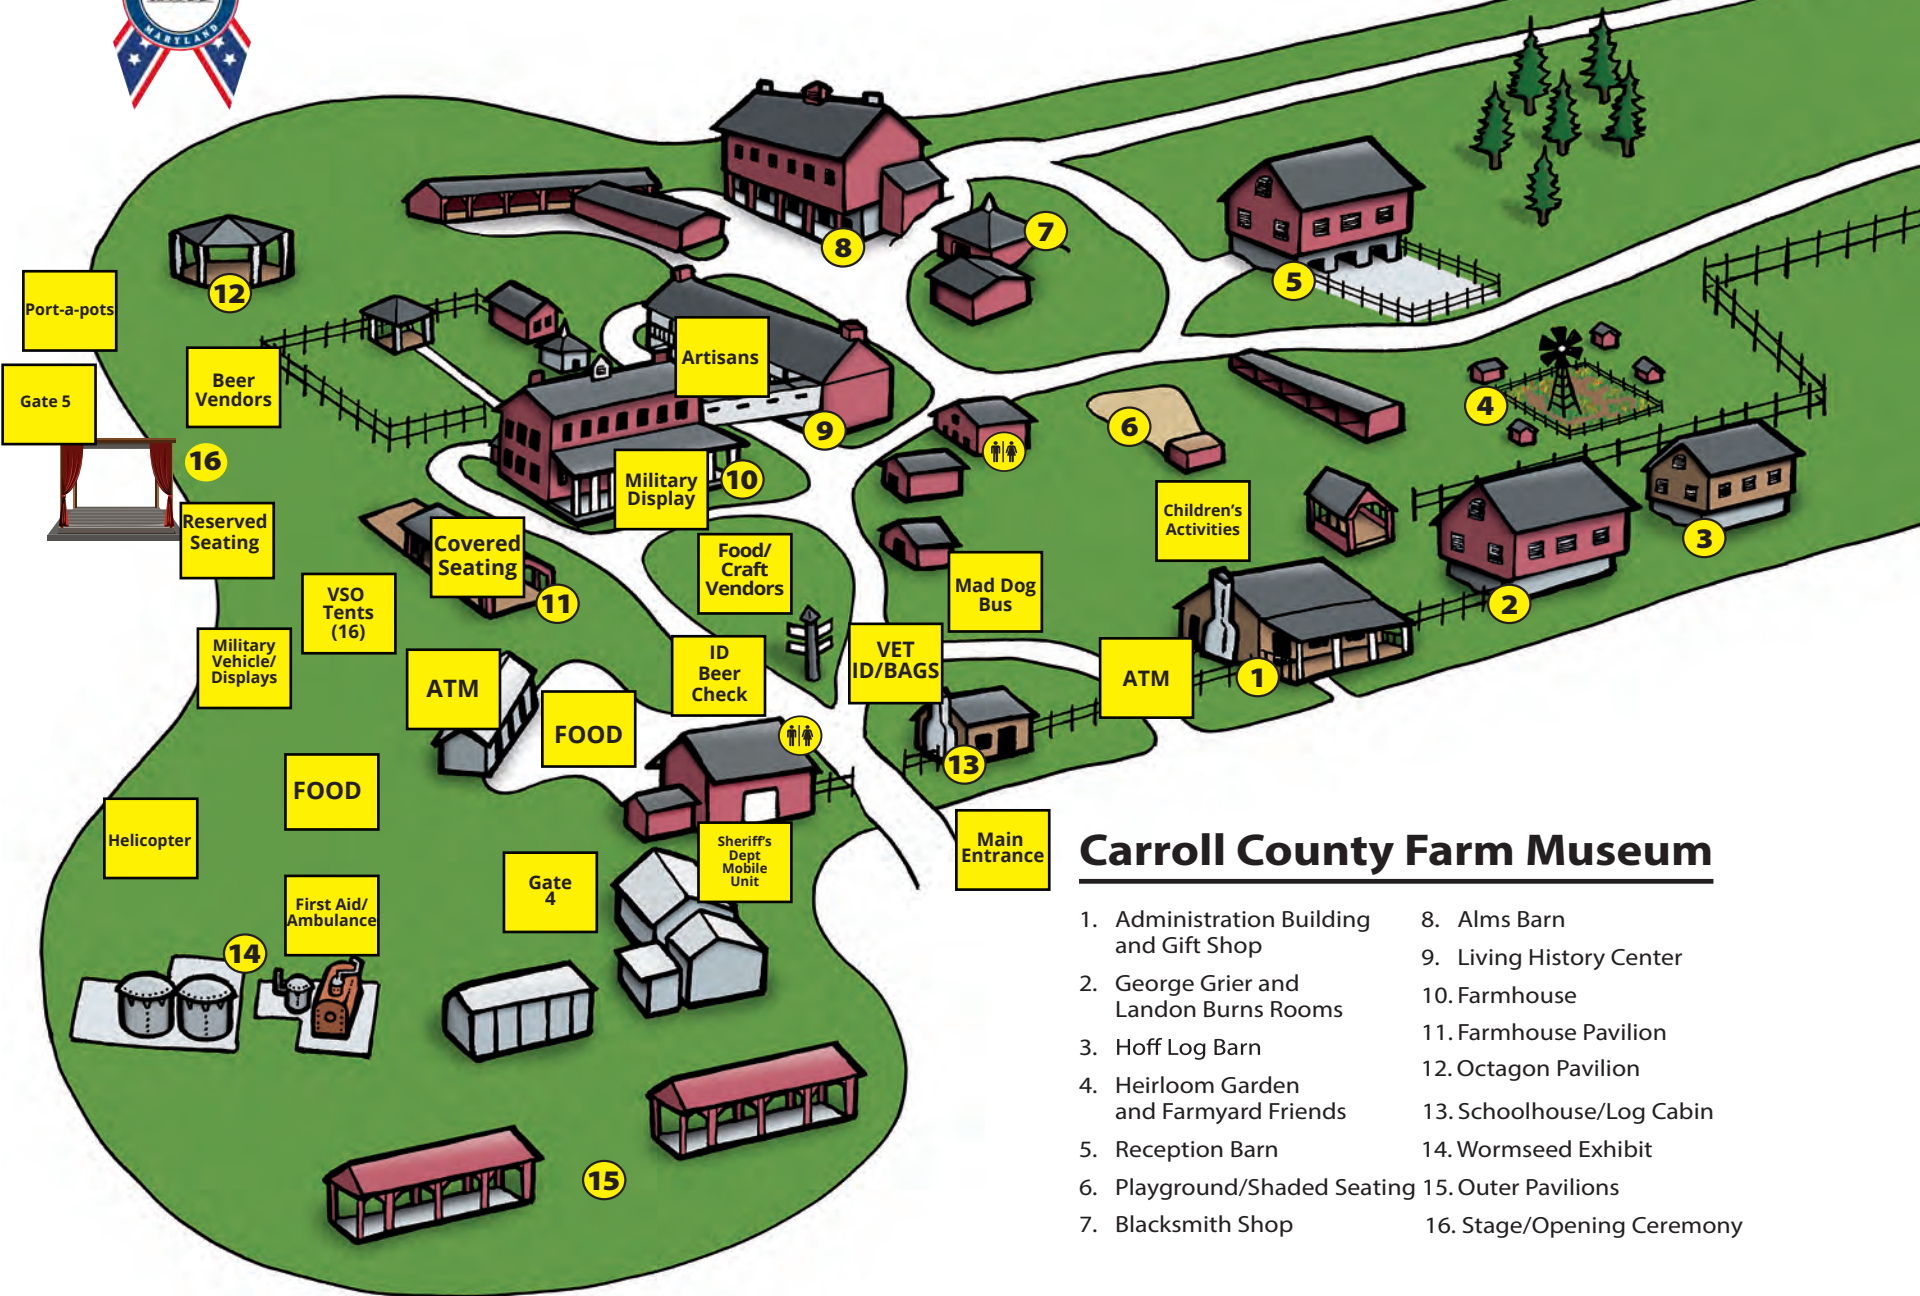 MARYLAND
8
7
5
12
Port-a-pots
Gate 5
Beer
Vendors
Artisans
4
6
9
16
10
Military
Display
Reserved
Seating
Covered
Seating
11
Food/
Craft
Vendors
Children's
Activities
3
2
Mad Dog
Bus
VSO
Tents
(16)
Military
Vehicle/
Displays
ATM
FOOD
ID
Beer
Check
VET
ID/BAGS
ATM
1
13
FOOD
Helicopter
First Aid/
Ambulance
14
Gate
4
Sheriff's
Dept
Mobile
Unit
Main
Entrance
15
Carroll County Farm Museum
1. Administration Building
and Gift Shop
2. George Grier and
Landon Burns Rooms
3. Hoff Log Barn
4. Heirloom Garden
and Farmyard Friends
5. Reception Barn
6. Playground/Shaded Seating
7. Blacksmith Shop
8. Alms Barn
9. Living History Center
10. Farmhouse
11. Farmhouse Pavilion
12. Octagon Pavilion
13. Schoolhouse/Log Cabin
14. Wormseed Exhibit
15. Outer Pavilions
16. Stage/Opening Ceremony